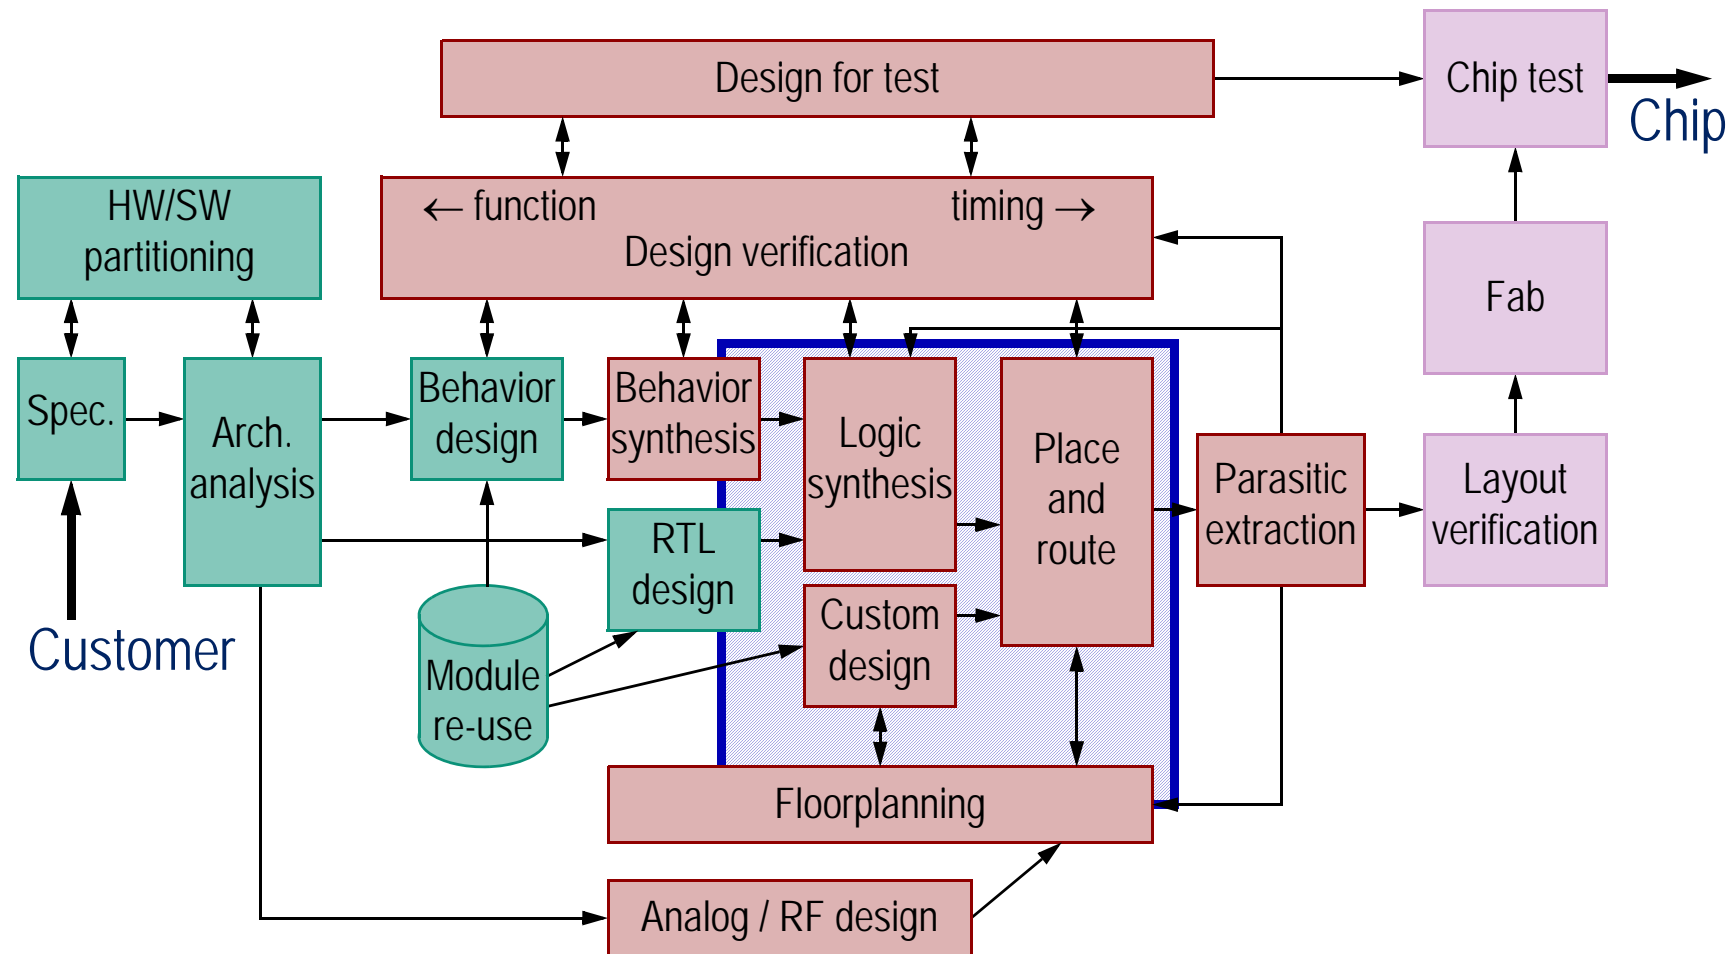 Design for test
Chip test
Chip
HW/SW
partitioning
← function
timing →
Design verification
Fab
Spec.
Arch.
analysis
Behavior
design
Behavior
synthesis
Logic
synthesis
Place
and
route
Parasitic
extraction
Layout
verification
RTL
design
Customer
Module
re-use
Custom
design
Floorplanning
Analog / RF design